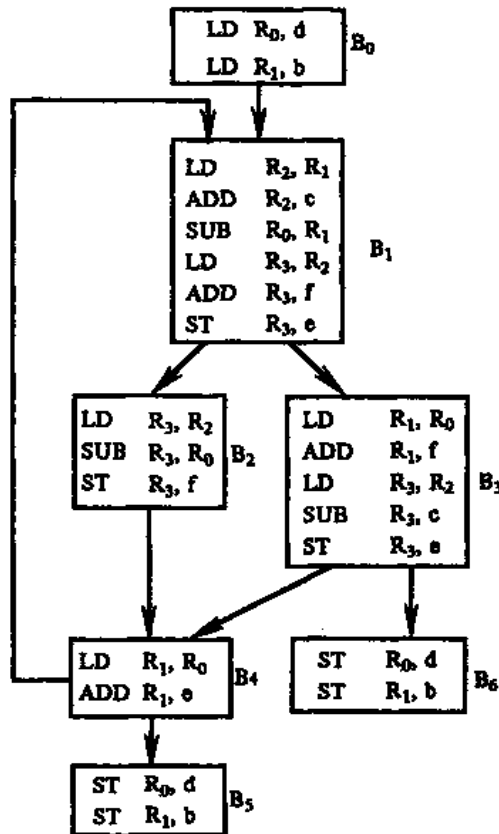 LD R0, d
LD R1, b
B0
LD R2, R1
ADD R2, c
SUB R0, R1
LD R3, R2
ADD R3, f
ST R3, e
B1
LD R3, R2
SUB R3, R0
ST R3, f
B2
LD R1, R0
ADD R1, f
LD R3, R2
SUB R3, c
ST R3, e
B3
LD R1, R0
ADD R1, e
B4
ST R0, d
ST R1, b
B6
ST R0, d
ST R1, b
B5